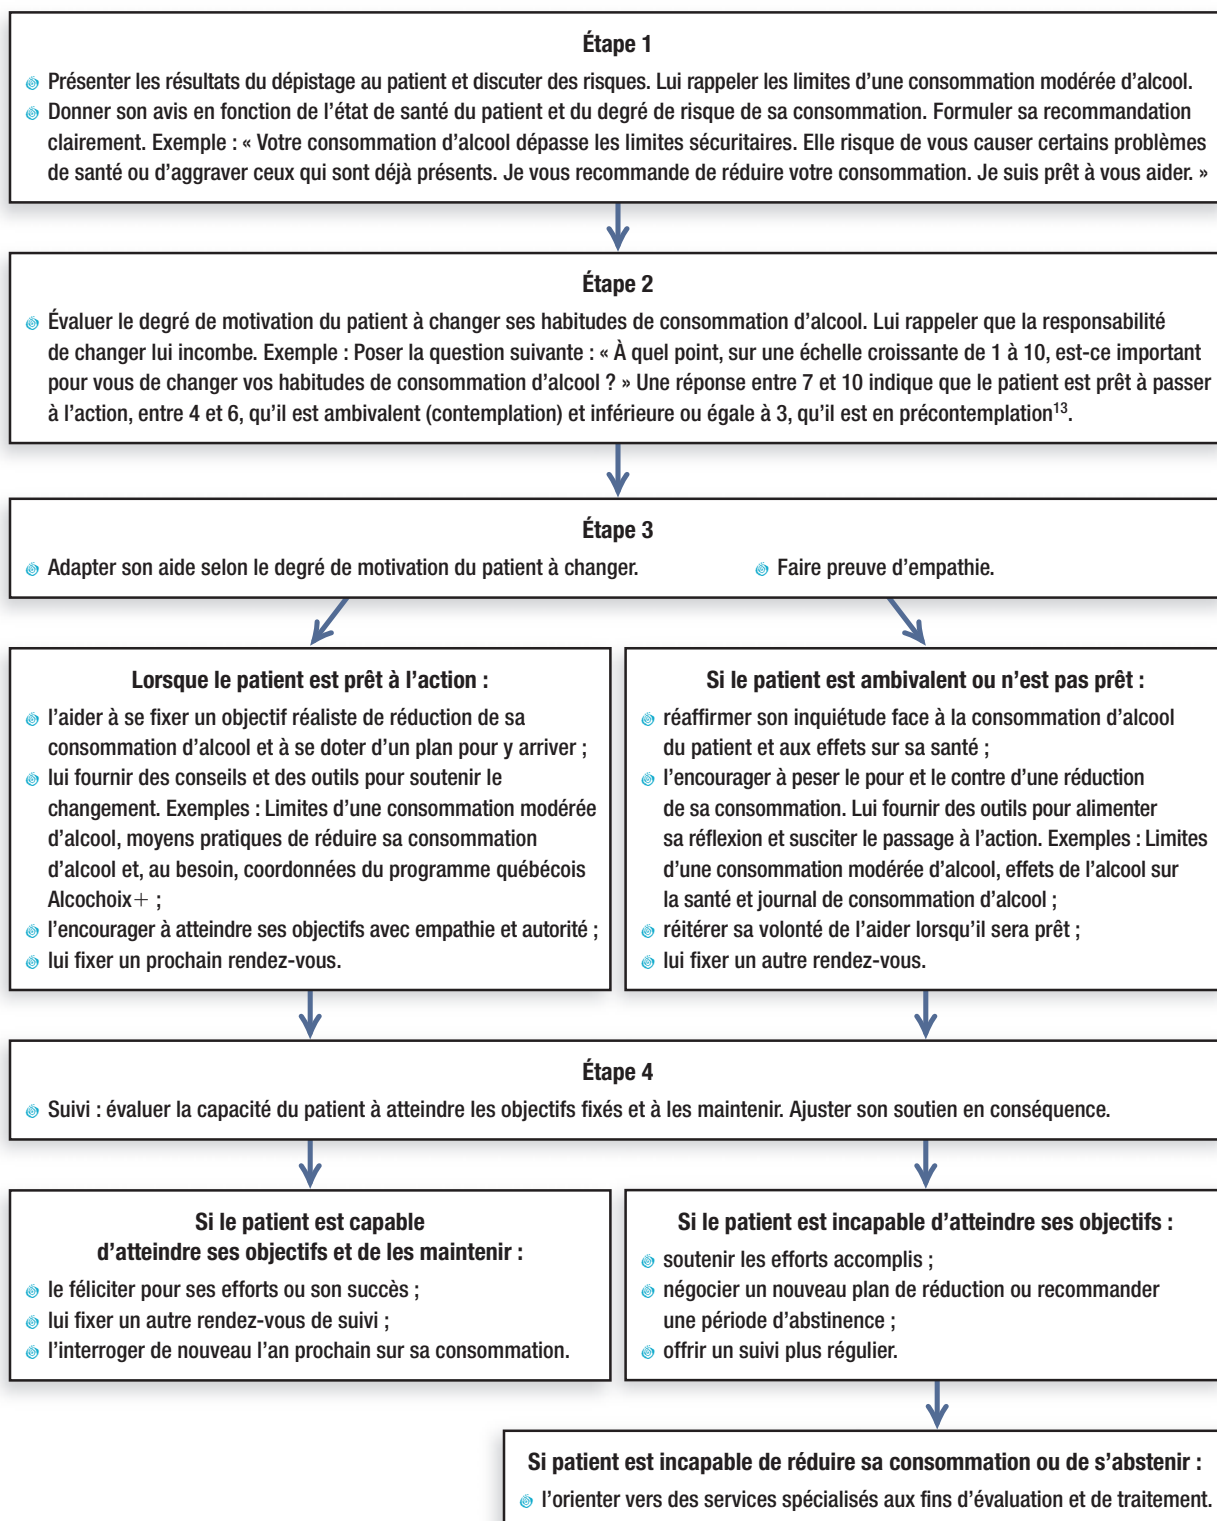 Étape 1
Présenter les résultats du dépistage au patient et discuter des risques. Lui rappeler les limites d’une consommation modérée d’alcool.
Donner son avis en fonction de l’état de santé du patient et du degré de risque de sa consommation. Formuler sa recommandation
clairement. Exemple : « Votre consommation d’alcool dépasse les limites sécuritaires. Elle risque de vous causer certains problèmes
de santé ou d’aggraver ceux qui sont déjà présents. Je vous recommande de réduire votre consommation. Je suis prêt à vous aider. »
Étape 2
Évaluer le degré de motivation du patient à changer ses habitudes de consommation d’alcool. Lui rappeler que la responsabilité
de changer lui incombe. Exemple : Poser la question suivante : « À quel point, sur une échelle croissante de 1 à 10, est-ce important
pour vous de changer vos habitudes de consommation d’alcool ? » Une réponse entre 7 et 10 indique que le patient est prêt à passer
à l’action, entre 4 et 6, qu’il est ambivalent (contemplation) et inférieure ou égale à 3, qu’il est en précontemplation¹³.
Étape 3
Adapter son aide selon le degré de motivation du patient à changer.
Faire preuve d’empathie.
Lorsque le patient est prêt à l’action :
l’aider à se fixer un objectif réaliste de réduction de sa
consommation d’alcool et à se doter d’un plan pour y arriver ;
lui fournir des conseils et des outils pour soutenir le
changement. Exemples : Limites d’une consommation modérée
d’alcool, moyens pratiques de réduire sa consommation
d’alcool et, au besoin, coordonnées du programme québécois
Alcochoix+ ;
l’encourager à atteindre ses objectifs avec empathie et autorité ;
lui fixer un prochain rendez-vous.
Si le patient est ambivalent ou n’est pas prêt :
réaffirmer son inquiétude face à la consommation d’alcool
du patient et aux effets sur sa santé ;
l’encourager à peser le pour et le contre d’une réduction
de sa consommation. Lui fournir des outils pour alimenter
sa réflexion et susciter le passage à l’action. Exemples : Limites
d’une consommation modérée d’alcool, effets de l’alcool sur
la santé et journal de consommation d’alcool ;
réitérer sa volonté de l’aider lorsqu’il sera prêt ;
lui fixer un autre rendez-vous.
Étape 4
Suivi : évaluer la capacité du patient à atteindre les objectifs fixés et à les maintenir. Ajuster son soutien en conséquence.
Si le patient est capable
d’atteindre ses objectifs et de les maintenir :
le féliciter pour ses efforts ou son succès ;
lui fixer un autre rendez-vous de suivi ;
l’interroger de nouveau l’an prochain sur sa consommation.
Si le patient est incapable d’atteindre ses objectifs :
soutenir les efforts accomplis ;
négocier un nouveau plan de réduction ou recommander
une période d’abstinence ;
offrir un suivi plus régulier.
Si patient est incapable de réduire sa consommation ou de s’abstenir :
l’orienter vers des services spécialisés aux fins d’évaluation et de traitement.